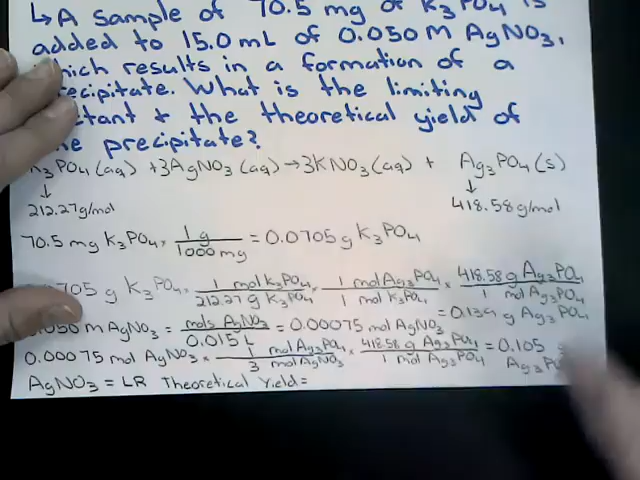 ↳A sample of 70.5 mg of K₃PO₄ is
added to 15.0 mL of 0.050 M AgNO₃,
which results in a formation of a
precipitate. What is the limiting
& the theoretical yield of
precipitate?
K₃PO₄ (aq) +3AgNO₃ (aq) →3KNO₃ (aq) + Ag₃PO₄ (s)
↓ ↓
212.27 g/mol 418.58 g/mol
70.5 mg K₃PO₄ × 1 g / 1000 mg = 0.0705 g K₃PO₄
705 g K₃PO₄ × 1 mol K₃PO₄ / 212.27 g K₃PO₄ × 1 mol Ag₃PO₄ / 1 mol K₃PO₄ × 418.58 g Ag₃PO₄ / 1 mol Ag₃PO₄
= 0.139 g Ag₃PO₄
0.050 M AgNO₃ = mols AgNO₃ / 0.015 L = 0.00075 mol AgNO₃
0.00075 mol AgNO₃ × 1 mol Ag₃PO₄ / 3 mol AgNO₃ × 418.58 g Ag₃PO₄ / 1 mol Ag₃PO₄ = 0.105
AgNO₃ = LR Theoretical Yield=